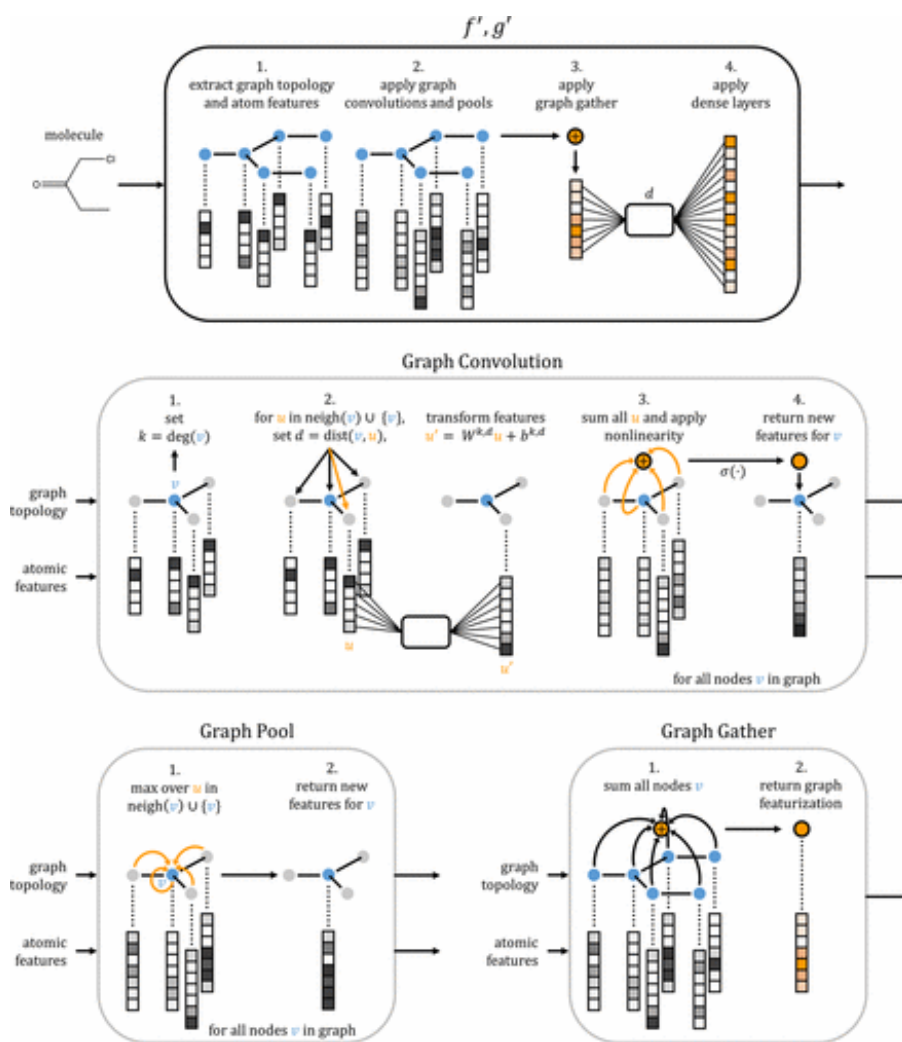 f′, g′
1.
extract graph topology
and atom features
2.
apply graph
convolutions and pools
3.
apply
graph gather
4.
apply
dense layers
molecule
Cl
O
d
Graph Convolution
1.
set
k = deg(v)
2.
for u in neigh(v) ∪ {v},
set d = dist(v, u),
transform features
u′ = W^{k,d}u + b^{k,d}
3.
sum all u and apply
nonlinearity
4.
return new
features for v
v
σ(·)
graph
topology
atomic
features
u
u′
for all nodes v in graph
Graph Pool
1.
max over u in
neigh(v) ∪ {v}
2.
return new
features for v
graph
topology
v
atomic
features
for all nodes v in graph
Graph Gather
1.
sum all nodes v
2.
return graph
featurization
graph
topology
atomic
features